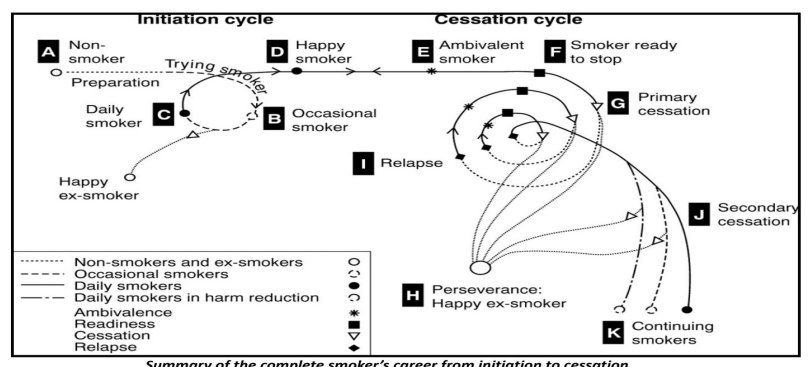 Initiation cycle
Cessation cycle
A Non-smoker
Preparation
Trying smoker
D Happy smoker
E Ambivalent smoker
F Smoker ready to stop
C Daily smoker
B Occasional smoker
Happy ex-smoker
G Primary cessation
I Relapse
J Secondary cessation
H Perseverance: Happy ex-smoker
K Continuing smokers
Non-smokers and ex-smokers
Occasional smokers
Daily smokers
Daily smokers in harm reduction
Ambivalence
Readiness
Cessation
Relapse
Summary of the complete smoker's career from initiation to cessation